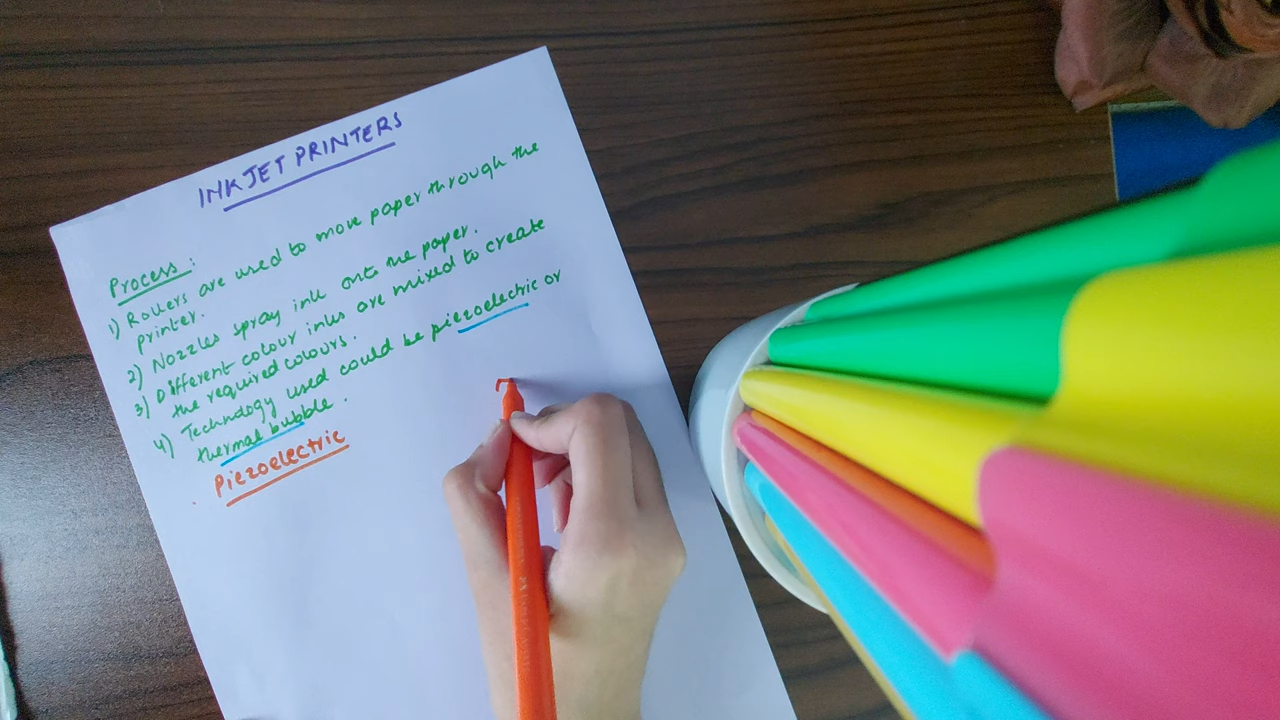 INKJET PRINTERS
Process :
1) Rollers are used to move paper through the
printer.
2) Nozzles spray ink onto the paper.
3) Different colour inks are mixed to create
the required colours.
4) Technology used could be piezoelectric or
thermal bubble.
Piezoelectric